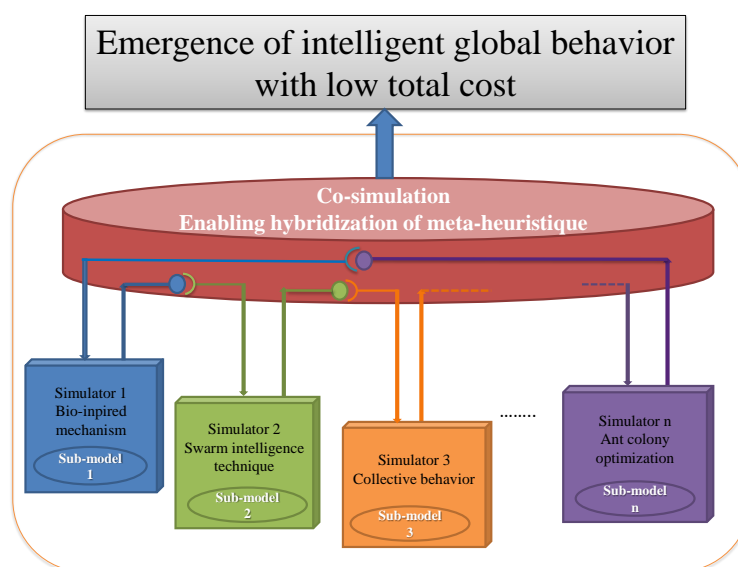 Emergence of intelligent global behavior
with low total cost
Co-simulation
Enabling hybridization of meta-heuristique
Simulator 1
Bio-inpired
mechanism
Sub-model
1
Simulator 2
Swarm intelligence
technique
Sub-model
2
Simulator 3
Collective behavior
Sub-model
3
........
Simulator n
Ant colony
optimization
Sub-model
n